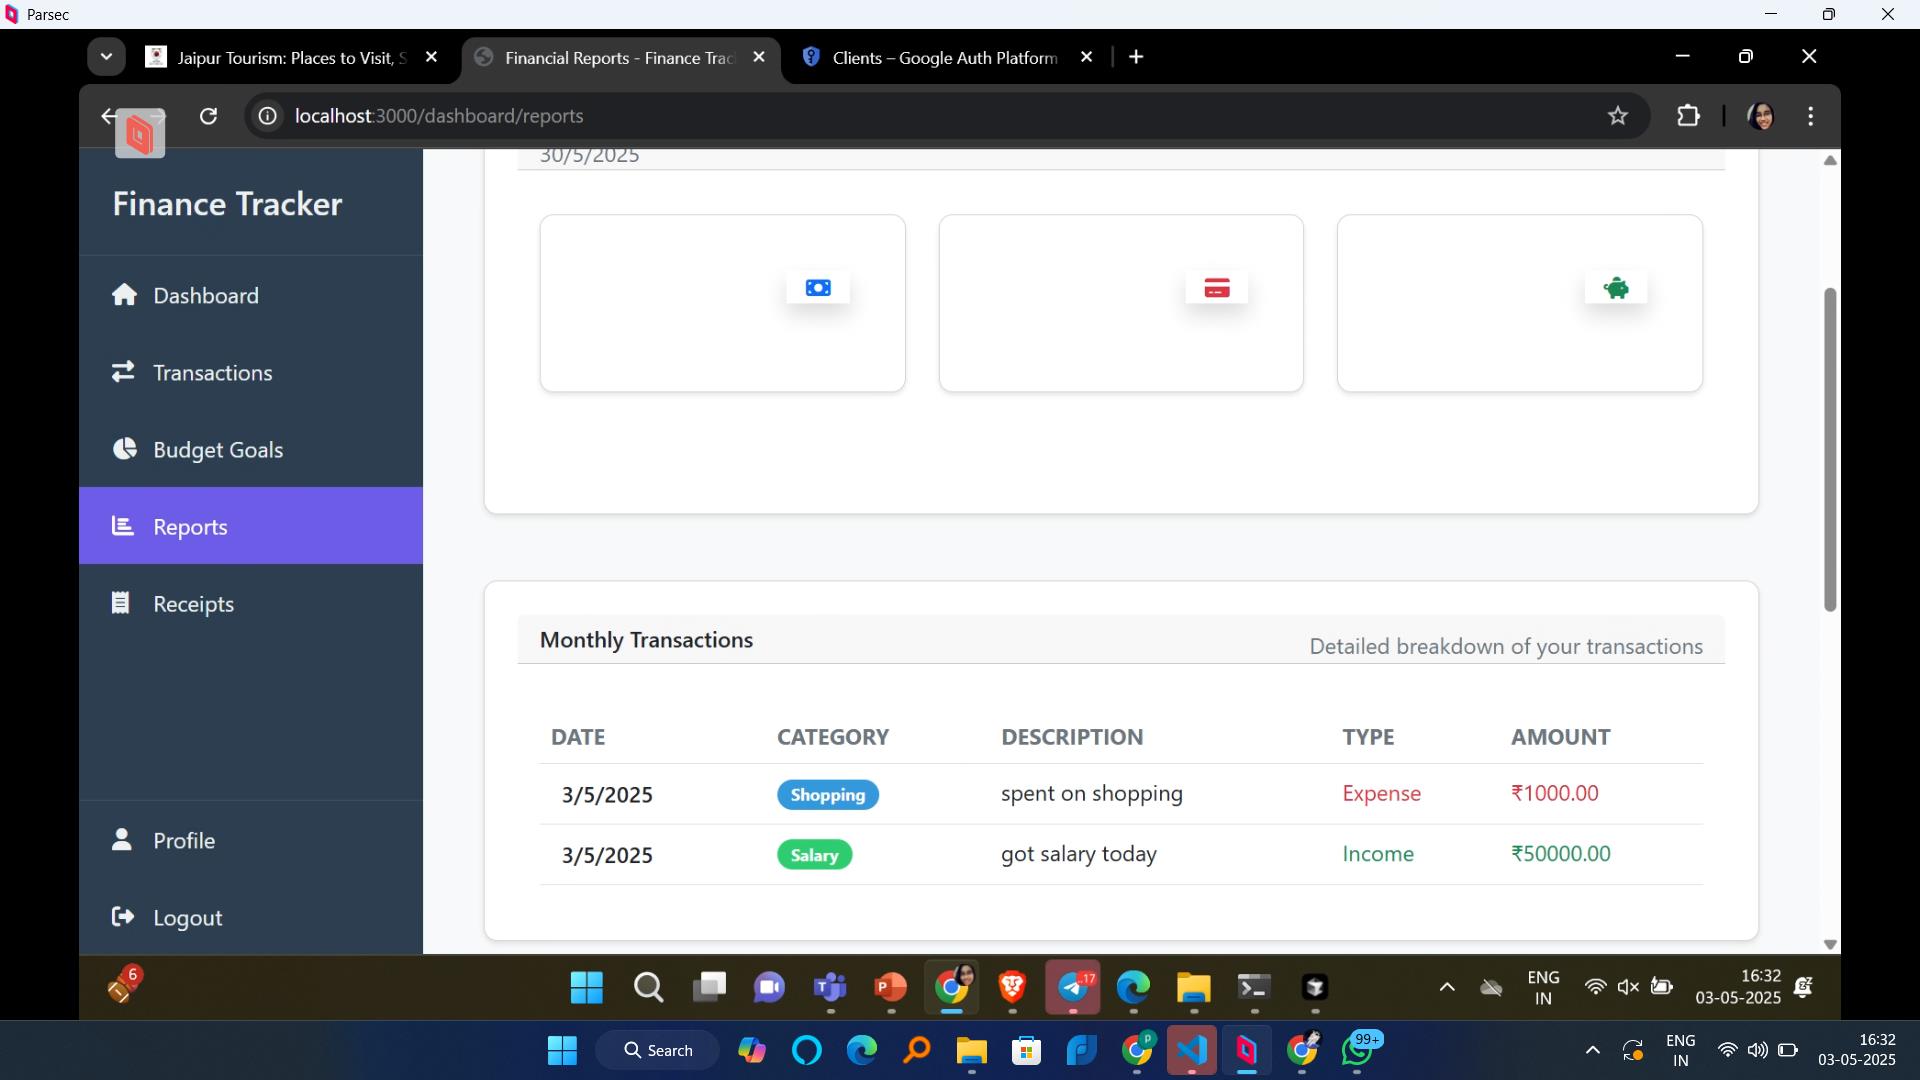 Parsec
Jaipur Tourism: Places to Visit, S
Financial Reports - Finance Trac
Clients – Google Auth Platform
localhost:3000/dashboard/reports
30/5/2025
Finance Tracker
Dashboard
Transactions
Budget Goals
Reports
Receipts
Profile
Logout
Monthly Transactions
Detailed breakdown of your transactions
DATE CATEGORY DESCRIPTION TYPE AMOUNT
3/5/2025 Shopping spent on shopping Expense ₹1000.00
3/5/2025 Salary got salary today Income ₹50000.00
6
17
ENG
IN
16:32
03-05-2025
Search
99+
ENG
IN
16:32
03-05-2025